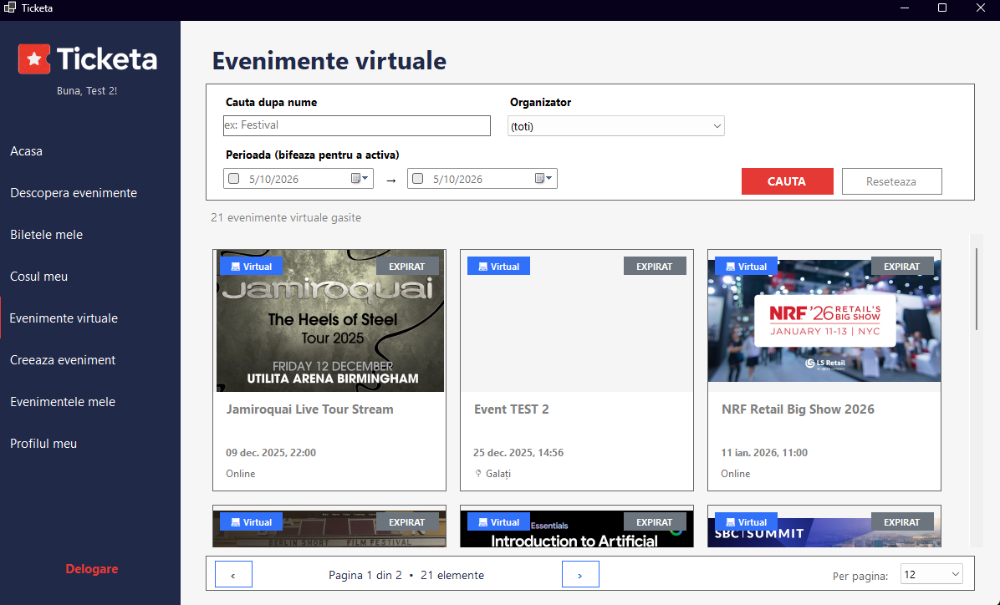 Ticketa
Ticketa
Buna, Test 2!
Acasa
Descopera evenimente
Biletele mele
Cosul meu
Evenimente virtuale
Creeaza eveniment
Evenimentele mele
Profilul meu
Delogare
Evenimente virtuale
Cauta dupa nume
Organizator
ex: Festival
(toti)
Perioada (bifeaza pentru a activa)
5/10/2026 → 5/10/2026
CAUTA
Reseteaza
21 evenimente virtuale gasite
Virtual
EXPIRAT
Jamiroquai
The Heels of Steel
Tour 2025
FRIDAY 12 DECEMBER
UTILITA ARENA BIRMINGHAM
Jamiroquai Live Tour Stream
09 dec. 2025, 22:00
Online
Virtual
EXPIRAT
Event TEST 2
25 dec. 2025, 14:56
Galați
Virtual
EXPIRAT
NRF '26 RETAIL'S
BIG SHOW
JANUARY 11-13 | NYC
LS Retail
NRF Retail Big Show 2026
11 ian. 2026, 11:00
Online
Virtual
EXPIRAT
BERLIN SHORT FILM FESTIVAL
Virtual
EXPIRAT
Essentials
Introduction to Artificial
Virtual
EXPIRAT
SBC SUMMIT
‹
Pagina 1 din 2 • 21 elemente
›
Per pagina:
12